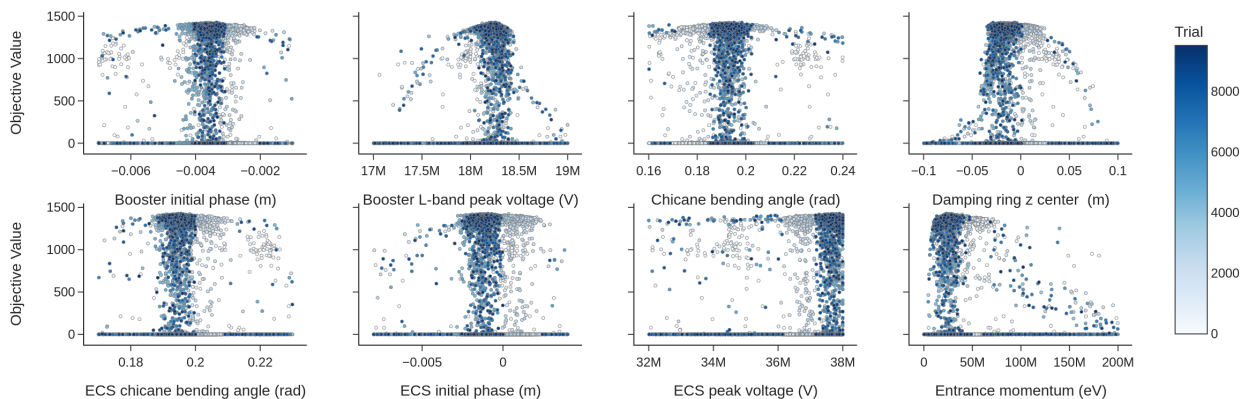 Objective Value
1500
1000
500
0
−0.006 −0.004 −0.002
Booster initial phase (m)
17M 17.5M 18M 18.5M 19M
Booster L-band peak voltage (V)
0.16 0.18 0.2 0.22 0.24
Chicane bending angle (rad)
−0.1 −0.05 0 0.05 0.1
Damping ring z center (m)
Trial
8000
6000
4000
2000
0
Objective Value
1500
1000
500
0
0.18 0.2 0.22
ECS chicane bending angle (rad)
−0.005 0
ECS initial phase (m)
32M 34M 36M 38M
ECS peak voltage (V)
0 50M 100M 150M 200M
Entrance momentum (eV)